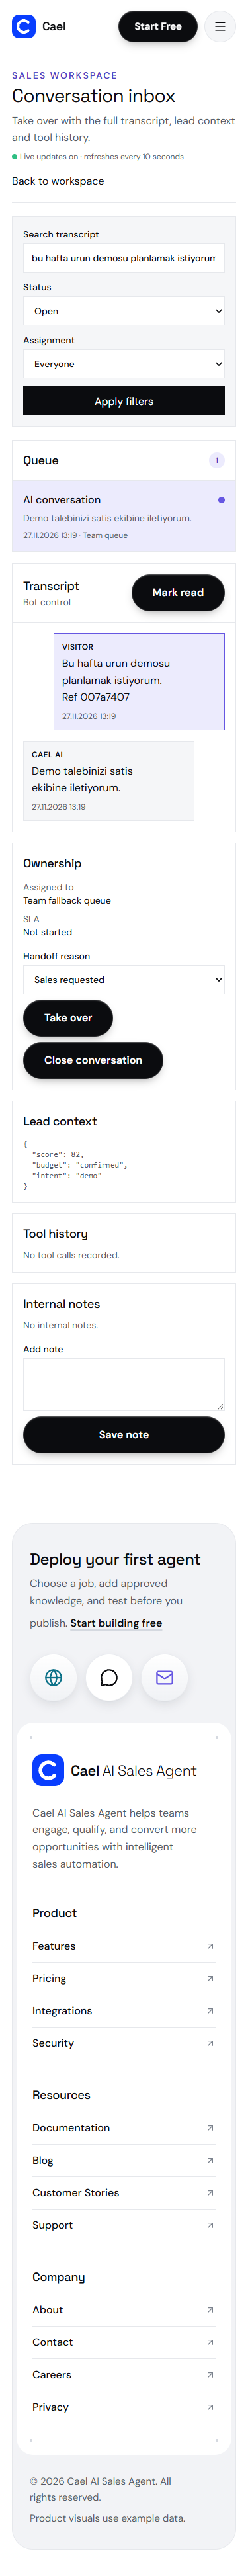 Cael
Start Free
SALES WORKSPACE
Conversation inbox
Take over with the full transcript, lead context
and tool history.
Live updates on · refreshes every 10 seconds
Back to workspace
Search transcript
bu hafta urun demosu planlamak istiyorum
Status
Open
Assignment
Everyone
Apply filters
Queue
1
AI conversation
Demo talebinizi satis ekibine iletiyorum.
27.11.2026 13:19 · Team queue
Transcript
Bot control
Mark read
VISITOR
Bu hafta urun demosu
planlamak istiyorum.
Ref 007a7407
27.11.2026 13:19
CAEL AI
Demo talebinizi satis
ekibine iletiyorum.
27.11.2026 13:19
Ownership
Assigned to
Team fallback queue
SLA
Not started
Handoff reason
Sales requested
Take over
Close conversation
Lead context
{
"score": 82,
"budget": "confirmed",
"intent": "demo"
}
Tool history
No tool calls recorded.
Internal notes
No internal notes.
Add note
Save note
Deploy your first agent
Choose a job, add approved
knowledge, and test before you
publish. Start building free
Cael AI Sales Agent
Cael AI Sales Agent helps teams
engage, qualify, and convert more
opportunities with intelligent
sales automation.
Product
Features
Pricing
Integrations
Security
Resources
Documentation
Blog
Customer Stories
Support
Company
About
Contact
Careers
Privacy
© 2026 Cael AI Sales Agent. All
rights reserved.
Product visuals use example data.